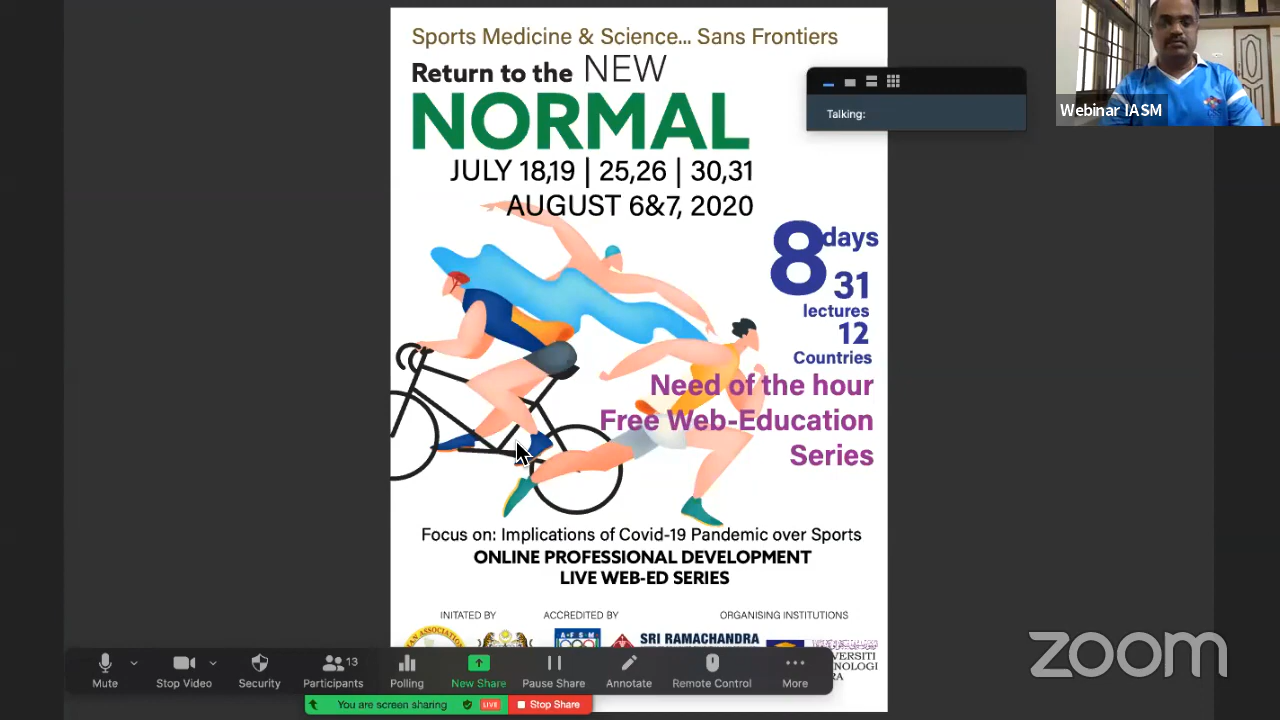 Sports Medicine & Science... Sans Frontiers
Return to the NEW
NORMAL
JULY 18,19 | 25,26 | 30,31
AUGUST 6&7, 2020
8 days
31
lectures
12
Countries
Need of the hour
Free Web-Education
Series
Focus on: Implications of Covid-19 Pandemic over Sports
ONLINE PROFESSIONAL DEVELOPMENT
LIVE WEB-ED SERIES
INITATED BY
ACCREDITED BY
ORGANISING INSTITUTIONS
A·F·S·M
SRI RAMACHANDRA
Talking:
Webinar IASM
Mute
Stop Video
Security
13
Participants
Polling
New Share
Pause Share
Annotate
Remote Control
More
You are screen sharing
LIVE
Stop Share
zoom